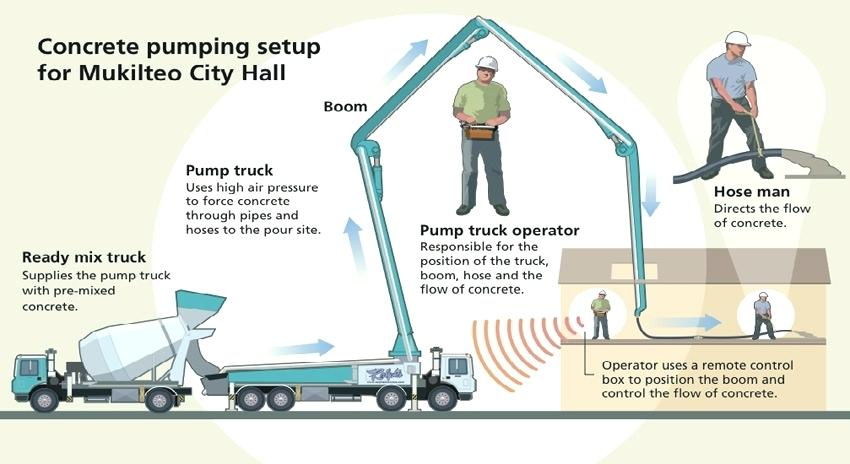 Concrete pumping setup
for Mukilteo City Hall
Boom
Pump truck
Uses high air pressure
to force concrete
through pipes and
hoses to the pour site.
Ready mix truck
Supplies the pump truck
with pre-mixed
concrete.
Pump truck operator
Responsible for the
position of the truck,
boom, hose and the
flow of concrete.
Hose man
Directs the flow
of concrete.
Operator uses a remote control
box to position the boom and
control the flow of concrete.